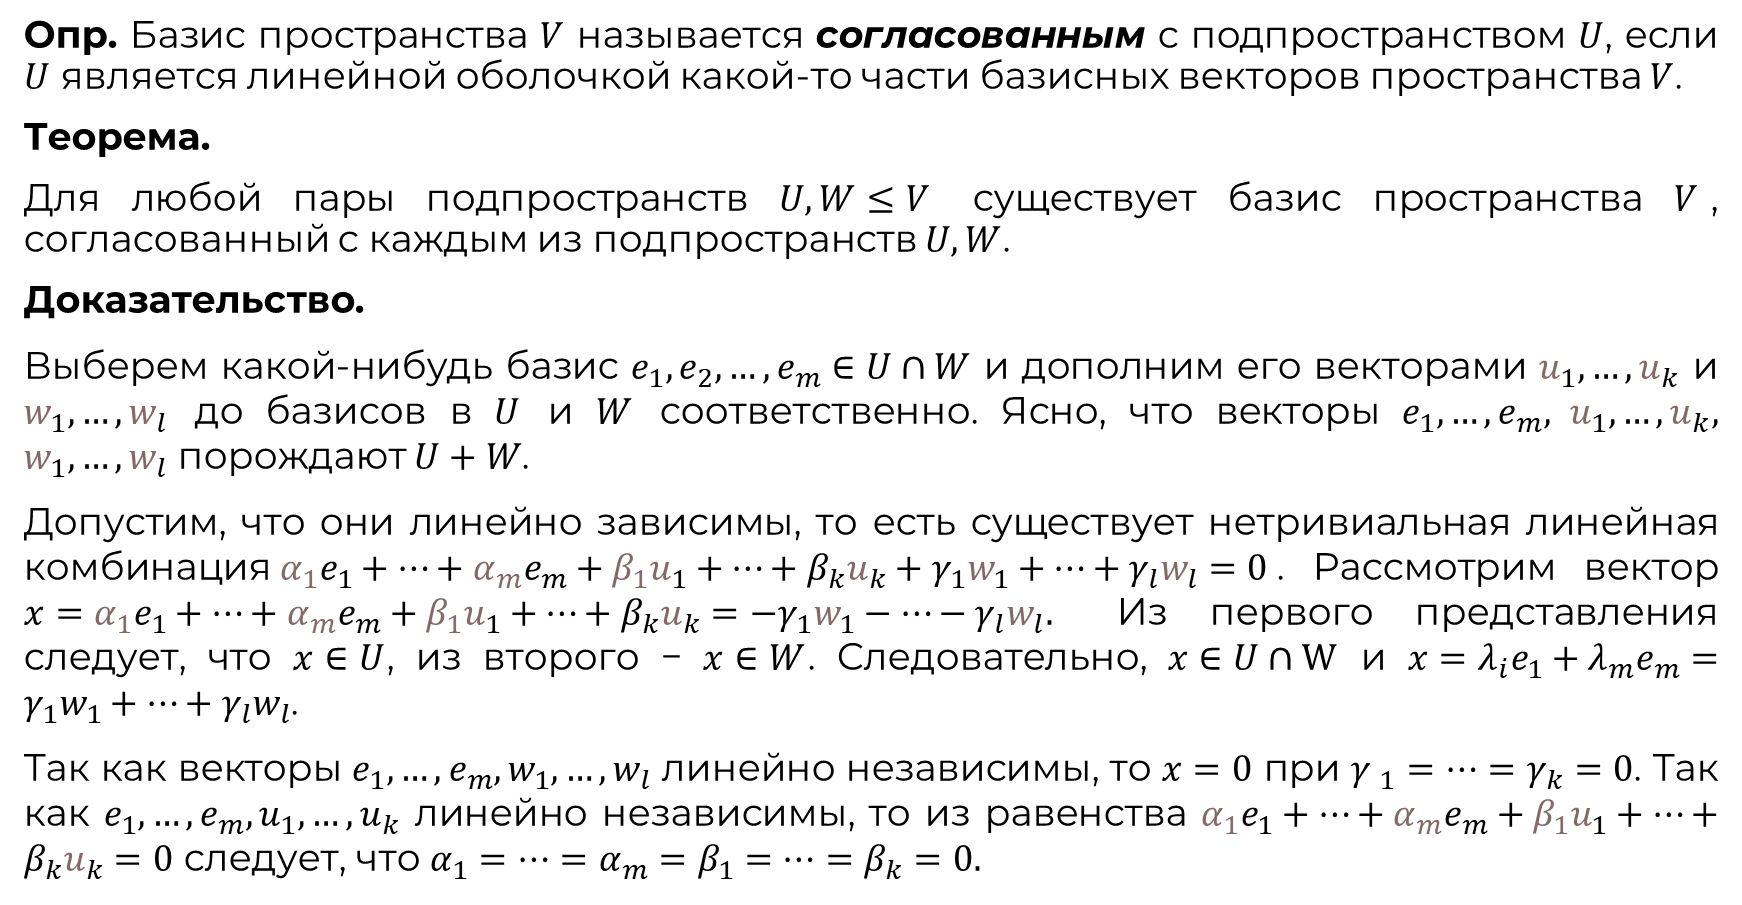 Опр. Базис пространства V называется согласованным с подпространством U, если
U является линейной оболочкой какой-то части базисных векторов пространства V.
Теорема.
Для любой пары подпространств U, W ≤ V существует базис пространства V ,
согласованный с каждым из подпространств U, W.
Доказательство.
Выберем какой-нибудь базис e₁, e₂, … , eₘ ∈ U ∩ W и дополним его векторами u₁, … , uₖ и
w₁, … , wₗ до базисов в U и W соответственно. Ясно, что векторы e₁, … , eₘ, u₁, … , uₖ,
w₁, … , wₗ порождают U + W.
Допустим, что они линейно зависимы, то есть существует нетривиальная линейная
комбинация α₁e₁ + ⋯ + αₘeₘ + β₁u₁ + ⋯ + βₖuₖ + γ₁w₁ + ⋯ + γₗwₗ = 0 . Рассмотрим вектор
x = α₁e₁ + ⋯ + αₘeₘ + β₁u₁ + ⋯ + βₖuₖ = −γ₁w₁ − ⋯ − γₗwₗ. Из первого представления
следует, что x ∈ U, из второго − x ∈ W. Следовательно, x ∈ U ∩ W и x = λᵢe₁ + λₘeₘ =
γ₁w₁ + ⋯ + γₗwₗ.
Так как векторы e₁, … , eₘ, w₁, … , wₗ линейно независимы, то x = 0 при γ ₁ = ⋯ = γₖ = 0. Так
как e₁, … , eₘ, u₁, … , uₖ линейно независимы, то из равенства α₁e₁ + ⋯ + αₘeₘ + β₁u₁ + ⋯ +
βₖuₖ = 0 следует, что α₁ = ⋯ = αₘ = β₁ = ⋯ = βₖ = 0.